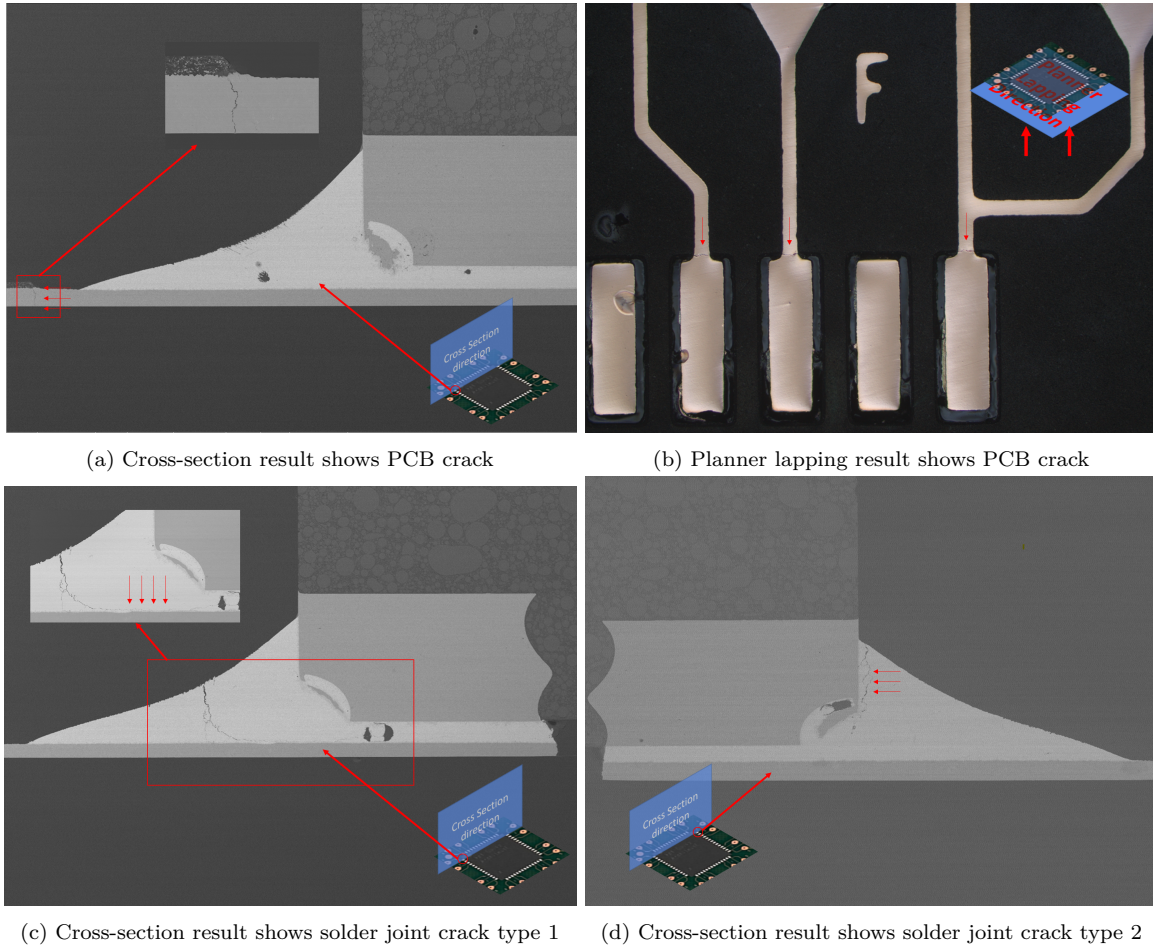 Cross Section
direction
F
Planner
Lapping
Direction
(a) Cross-section result shows PCB crack
(b) Planner lapping result shows PCB crack
Cross Section
direction
Cross Section
direction
(c) Cross-section result shows solder joint crack type 1
(d) Cross-section result shows solder joint crack type 2